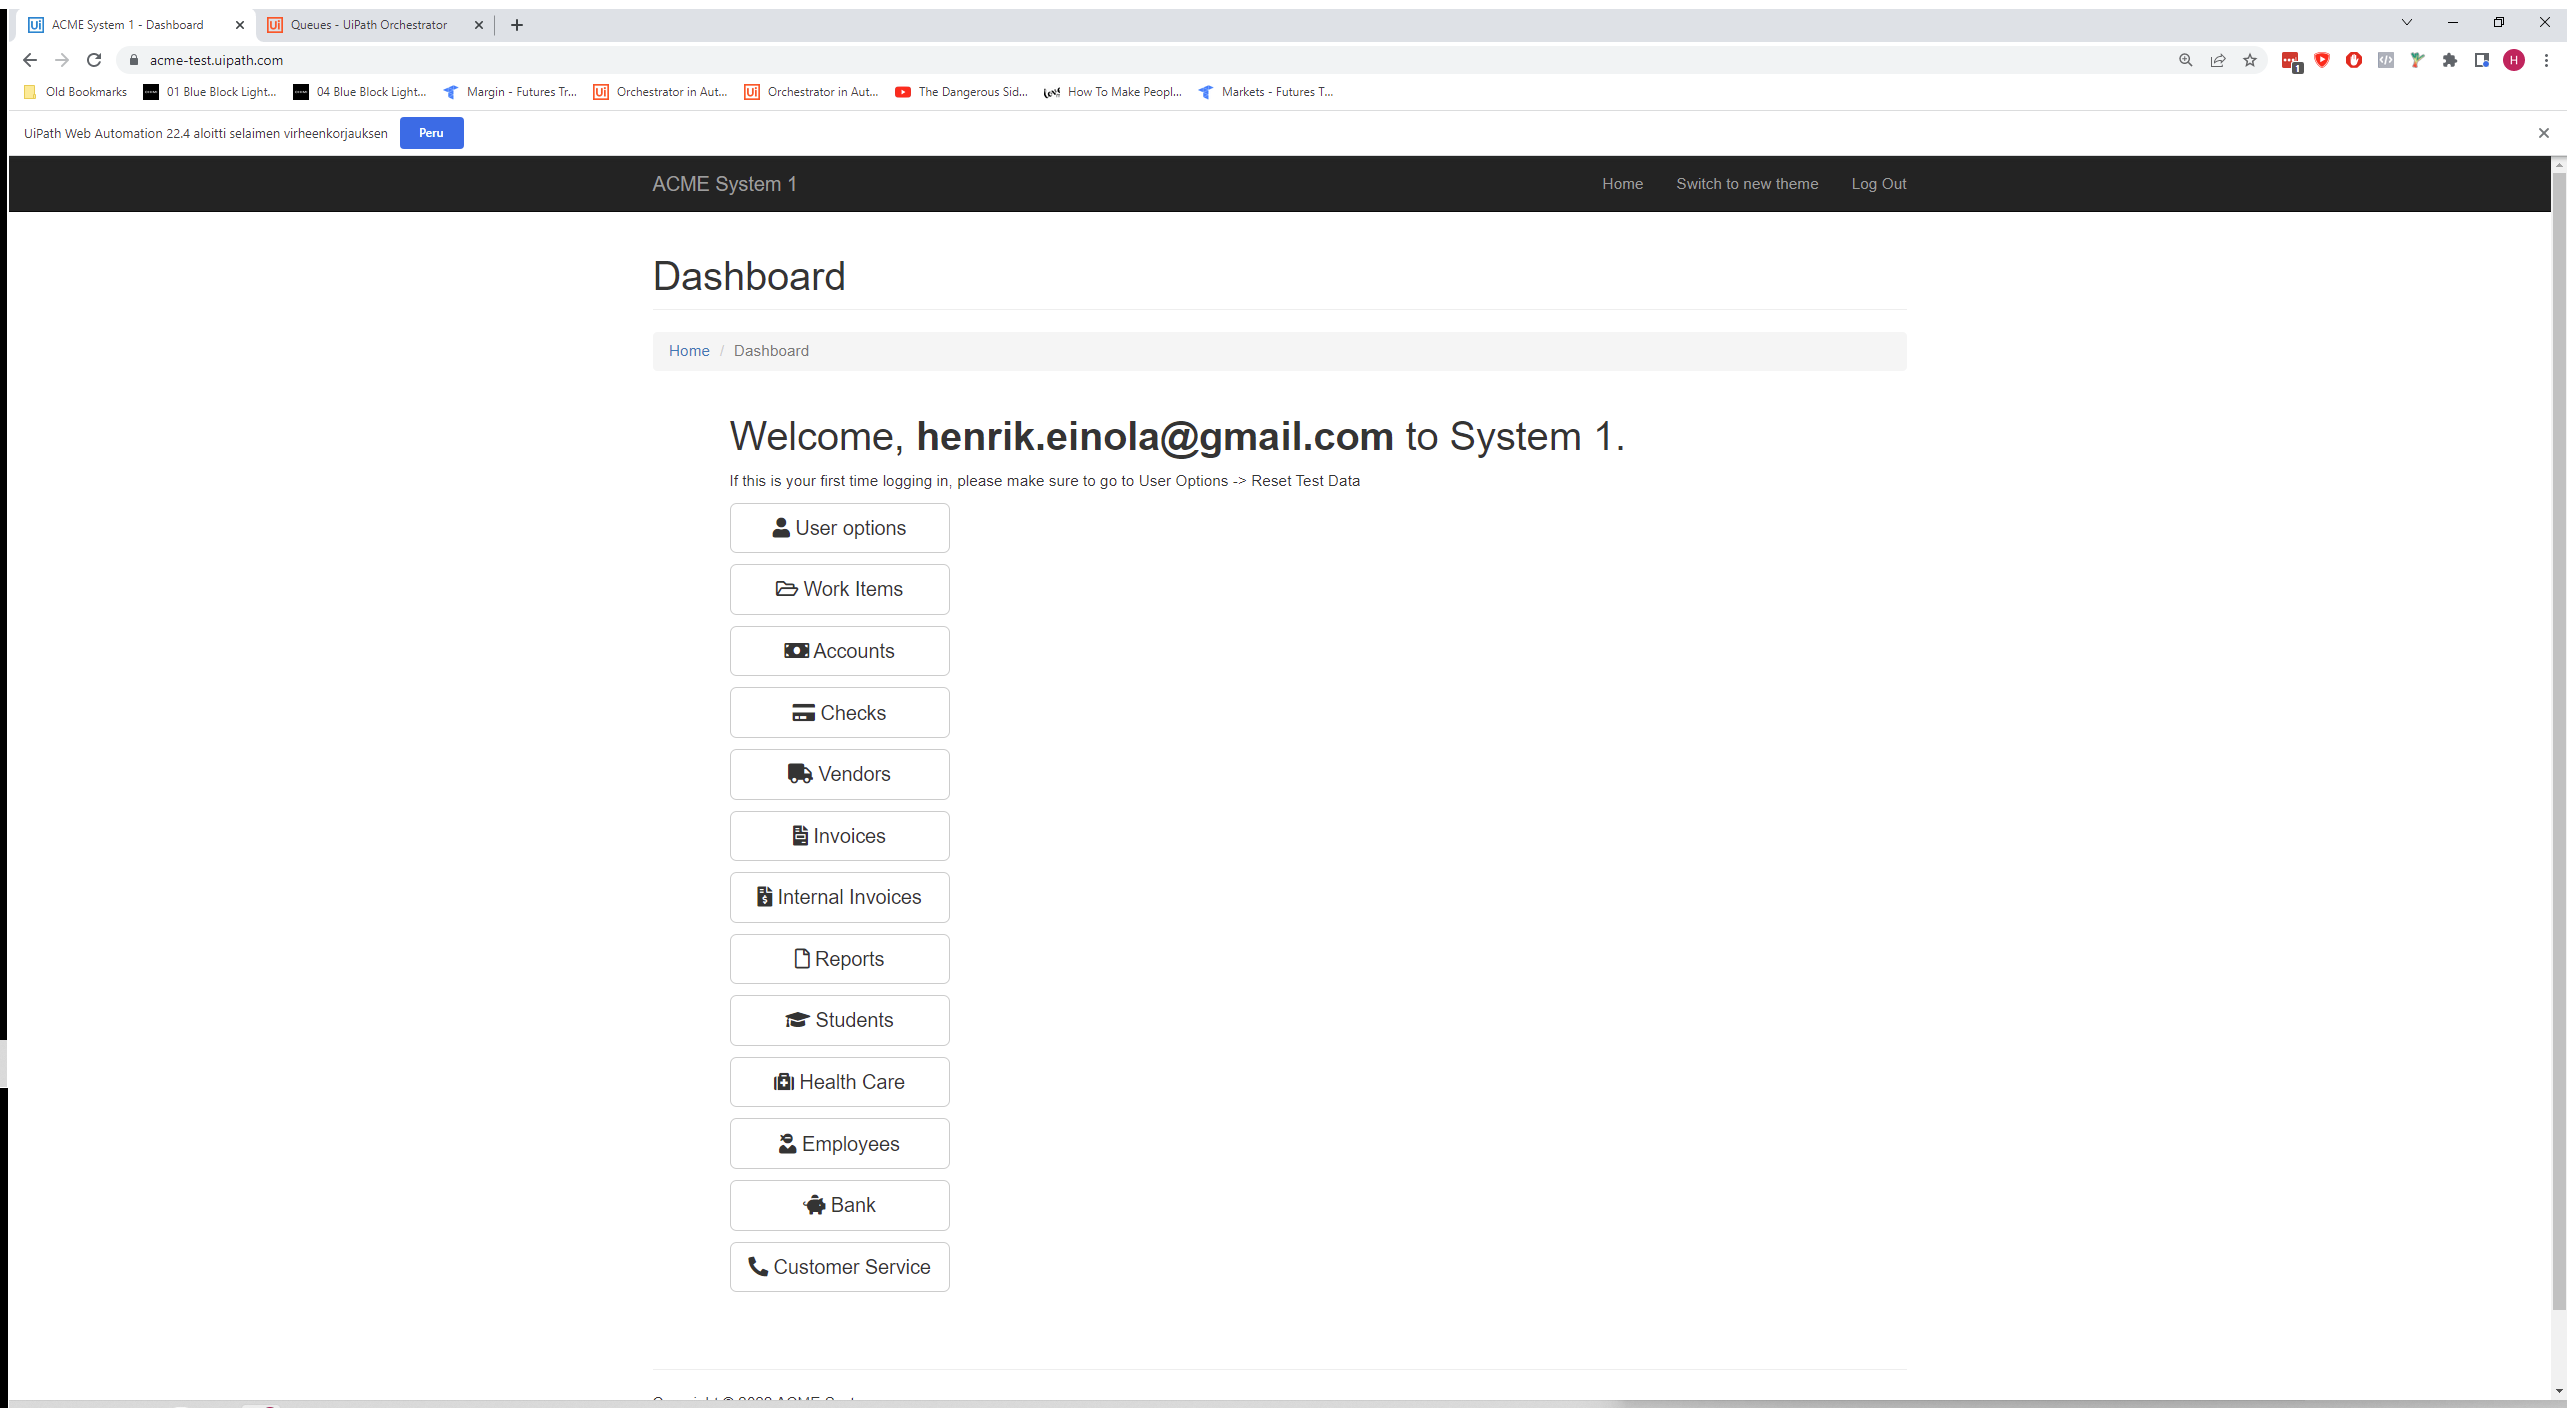 ACME System 1 - Dashboard
Queues - UiPath Orchestrator
acme-test.uipath.com
1
H
Old Bookmarks
01 Blue Block Light...
04 Blue Block Light...
Margin - Futures Tr...
Orchestrator in Aut...
Orchestrator in Aut...
The Dangerous Sid...
How To Make Peopl...
Markets - Futures T...
UiPath Web Automation 22.4 aloitti selaimen virheenkorjauksen
Peru
ACME System 1
Home
Switch to new theme
Log Out
Dashboard
Home / Dashboard
Welcome, henrik.einola@gmail.com to System 1.
If this is your first time logging in, please make sure to go to User Options -> Reset Test Data
User options
Work Items
Accounts
Checks
Vendors
Invoices
Internal Invoices
Reports
Students
Health Care
Employees
Bank
Customer Service